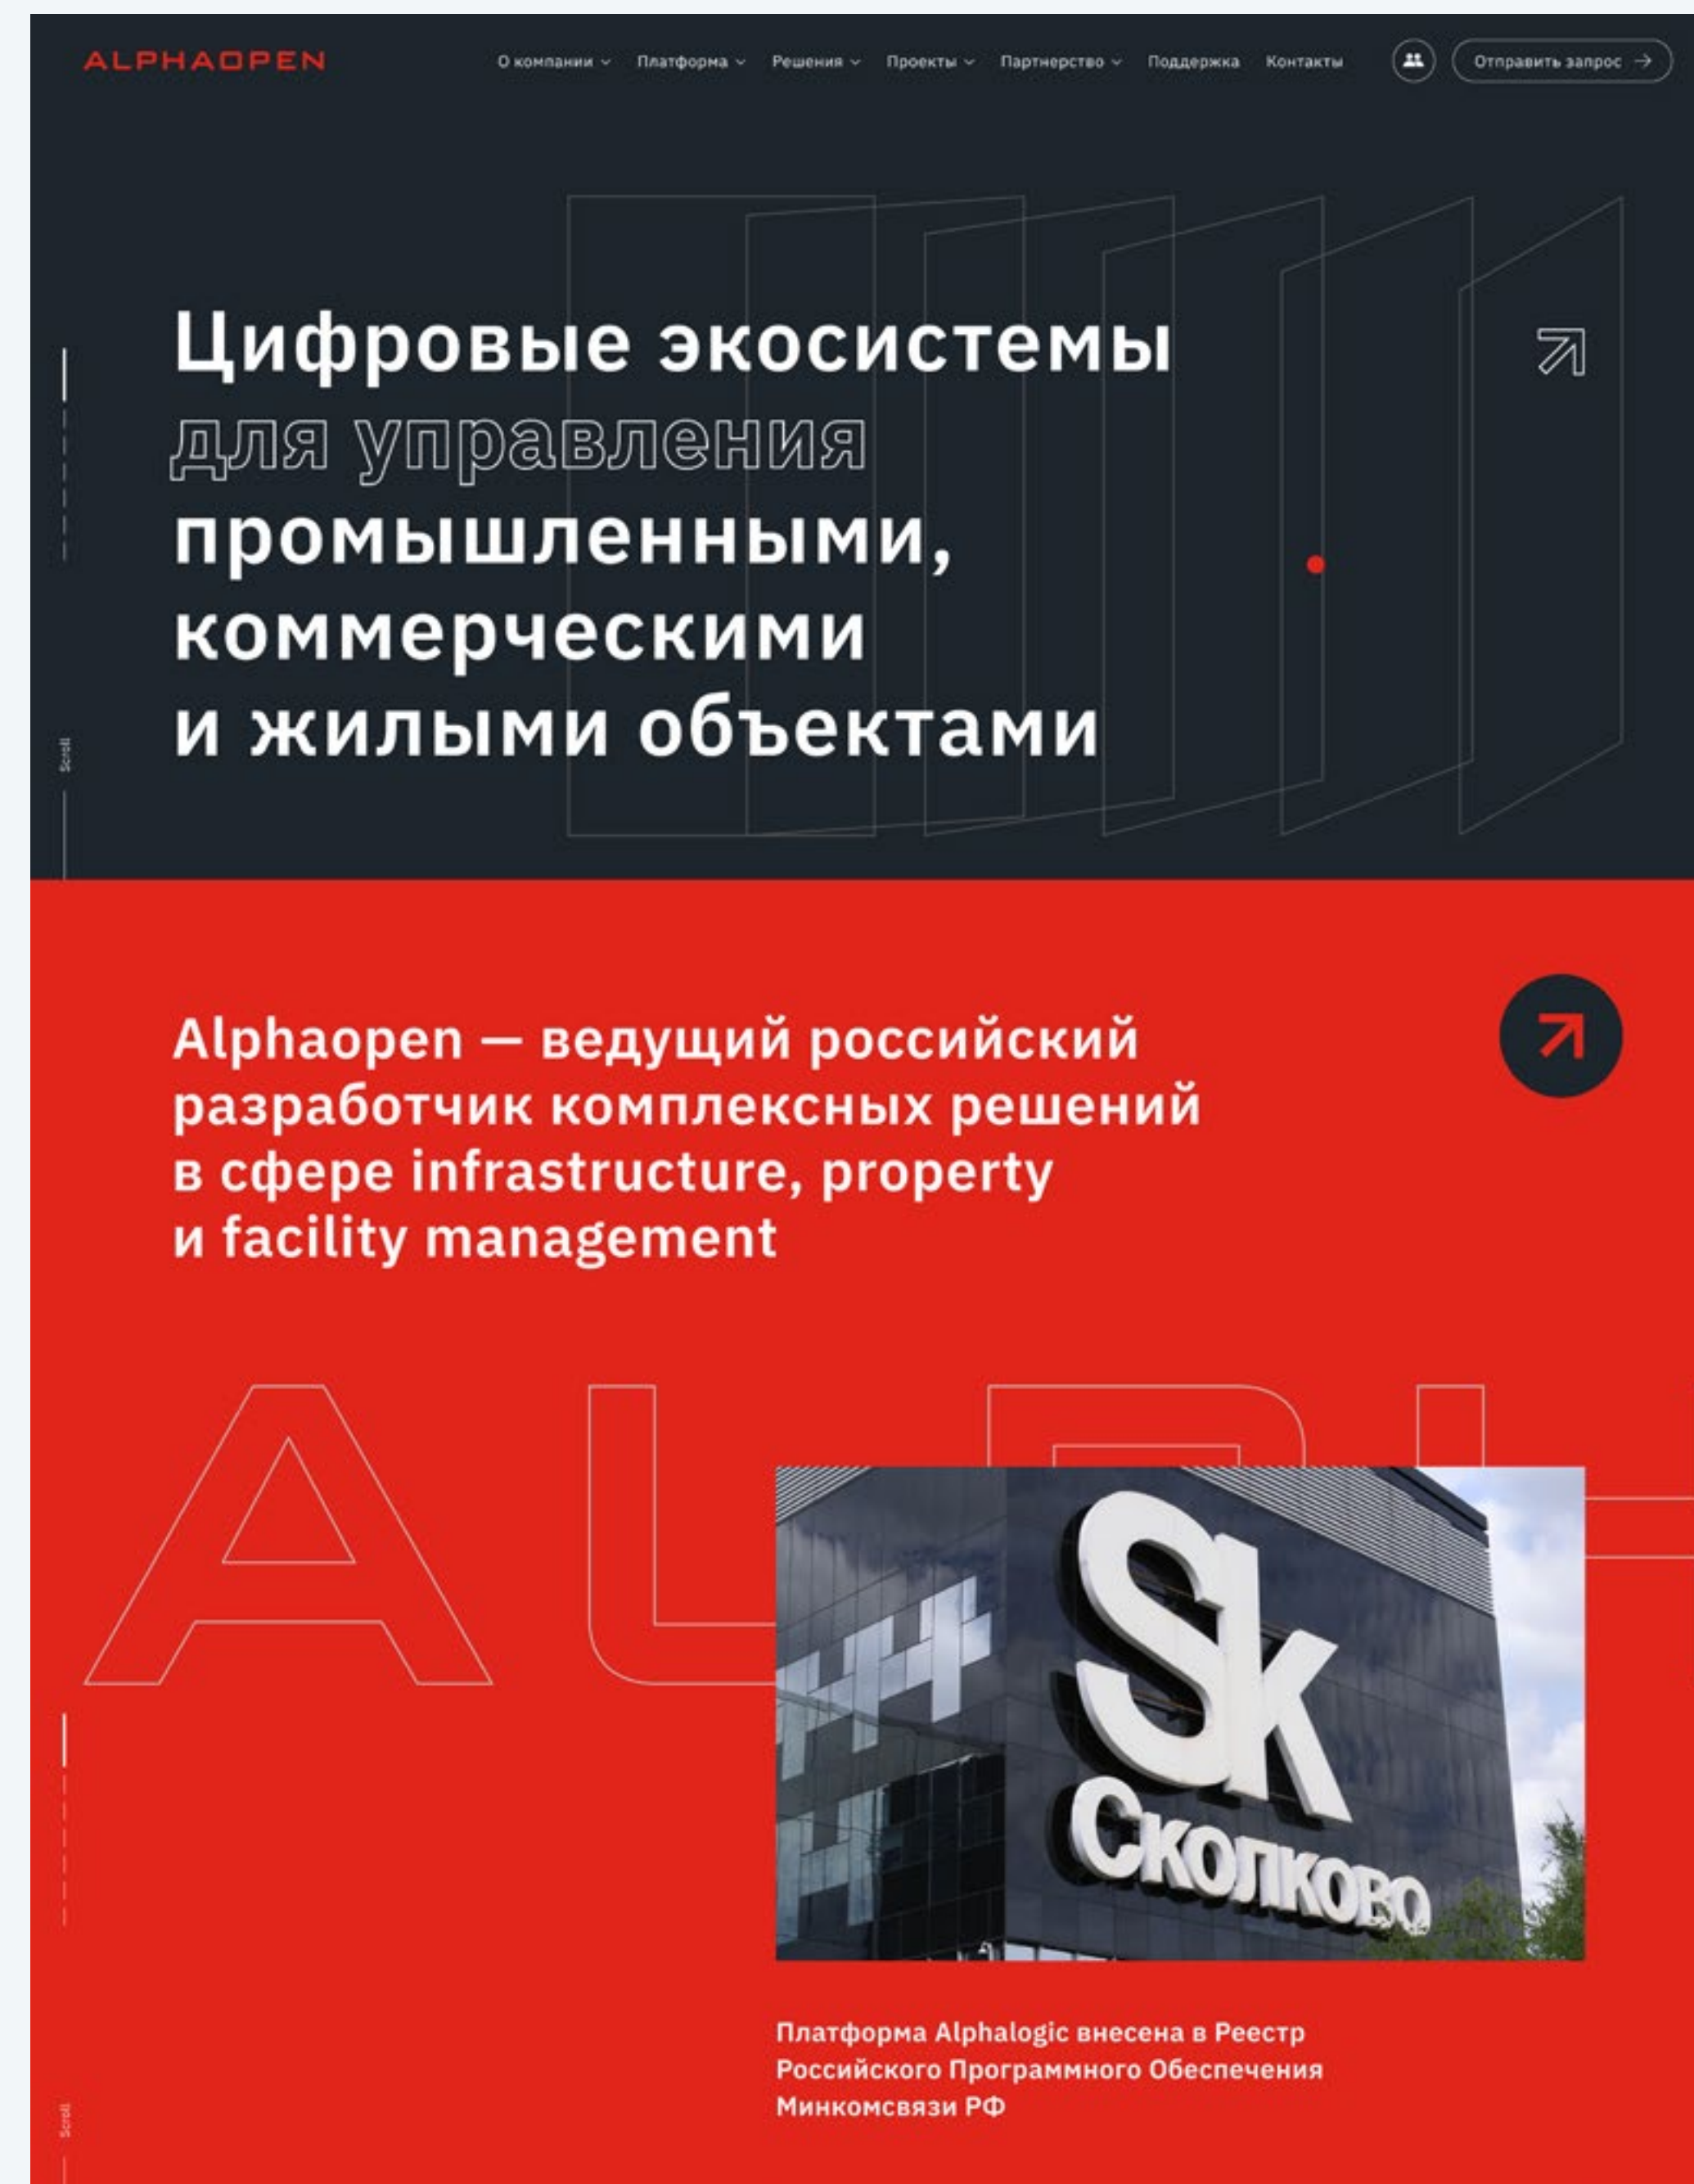 ALPHAOPEN
О компании Платформа Решения Проекты Партнерство Поддержка Контакты Отправить запрос →
Цифровые экосистемы
для управления
промышленными,
коммерческими
и жилыми объектами
Scroll
Alphaopen — ведущий российский
разработчик комплексных решений
в сфере infrastructure, property
и facility management
ALPH
Sk
Сколково
Платформа Alphalogic внесена в Реестр
Российского Программного Обеспечения
Минкомсвязи РФ
Scroll